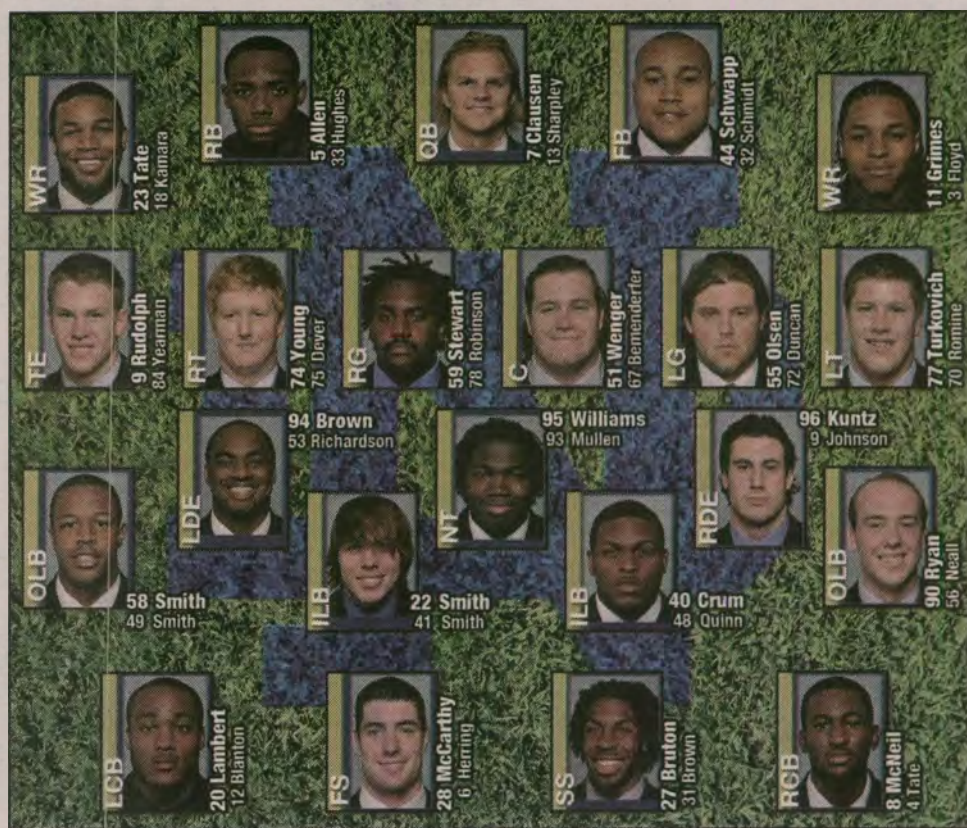 WR
23 Tate
18 Kamara
RB
5 Allen
33 Hughes
QB
7 Clausen
13 Sharpley
FB
44 Schwapp
32 Schmidt
WR
11 Grimes
3 Floyd
TE
9 Rudolph
84 Yearman
RT
74 Young
75 Dever
RG
59 Stewart
78 Robinson
C
51 Wenger
67 Bemenderfer
LG
55 Olsen
72 Duncan
LT
77 Turkovich
70 Romine
LDE
94 Brown
53 Richardson
NT
95 Williams
93 Mullen
RDE
96 Kuntz
9 Johnson
OLB
58 Smith
49 Smith
ILB
22 Smith
41 Smith
ILB
40 Crum
48 Quinn
OLB
90 Ryan
56 Neall
LCB
20 Lambert
12 Blanton
FS
28 McCarthy
6 Herring
SS
27 Bruton
31 Brown
RCB
8 McNeil
4 Tate